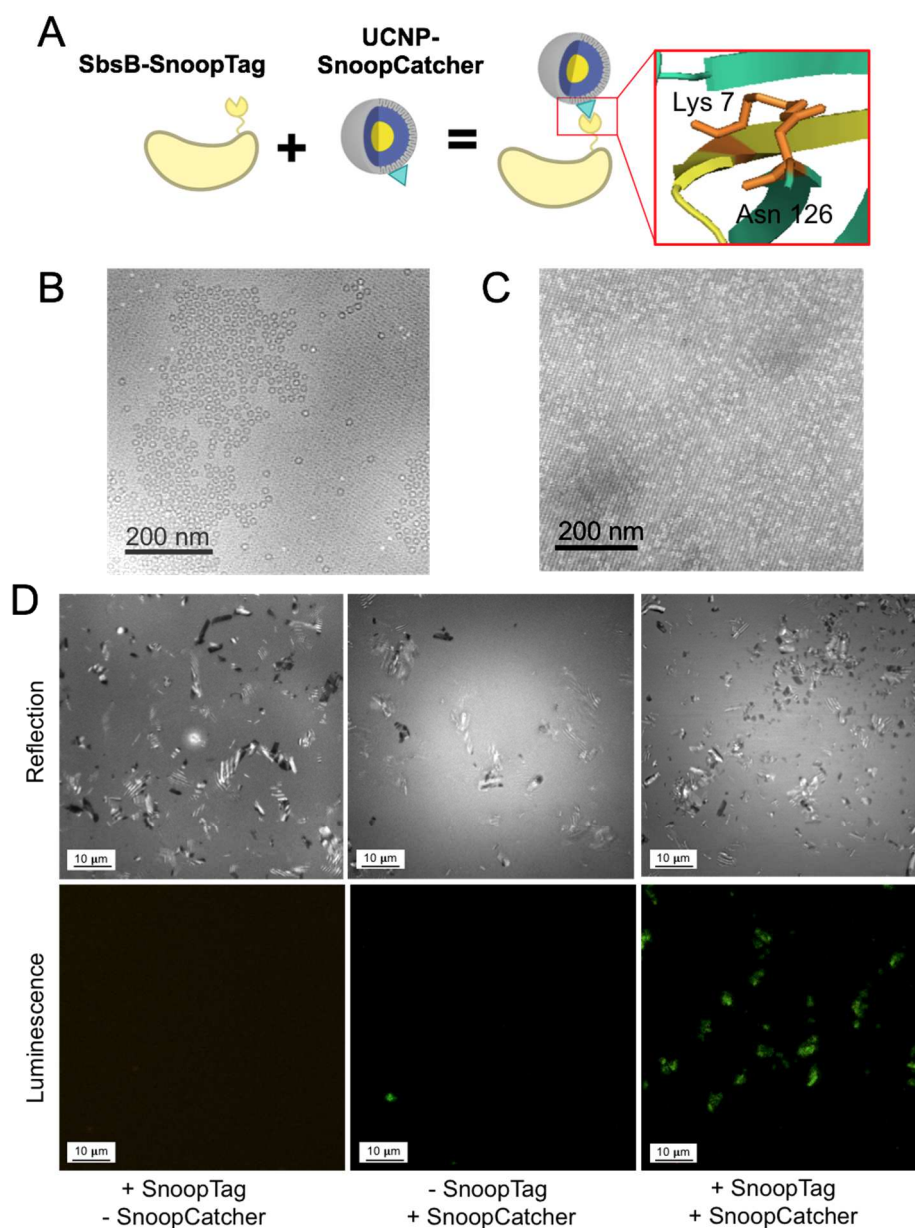 A
SbsB-SnoopTag
UCNP-
SnoopCatcher
+
=
Lys 7
Asn 126
B
200 nm
C
200 nm
D
Reflection
10 μm
10 μm
10 μm
Luminescence
10 μm
10 μm
10 μm
+ SnoopTag
- SnoopCatcher
- SnoopTag
+ SnoopCatcher
+ SnoopTag
+ SnoopCatcher